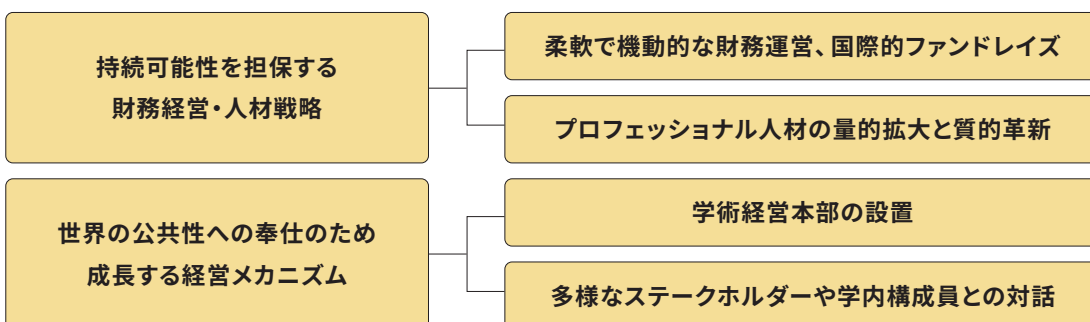 持続可能性を担保する
財務経営・人材戦略
柔軟で機動的な財務運営、国際的ファンドレイズ
プロフェッショナル人材の量的拡大と質的革新
世界の公共性への奉仕のため
成長する経営メカニズム
学術経営本部の設置
多様なステークホルダーや学内構成員との対話